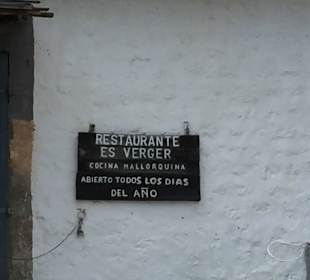 RESTAURANTE
ES VERGER
COCINA MALLORQUINA
ABIERTO TODOS LOS DIAS
DEL AÑO